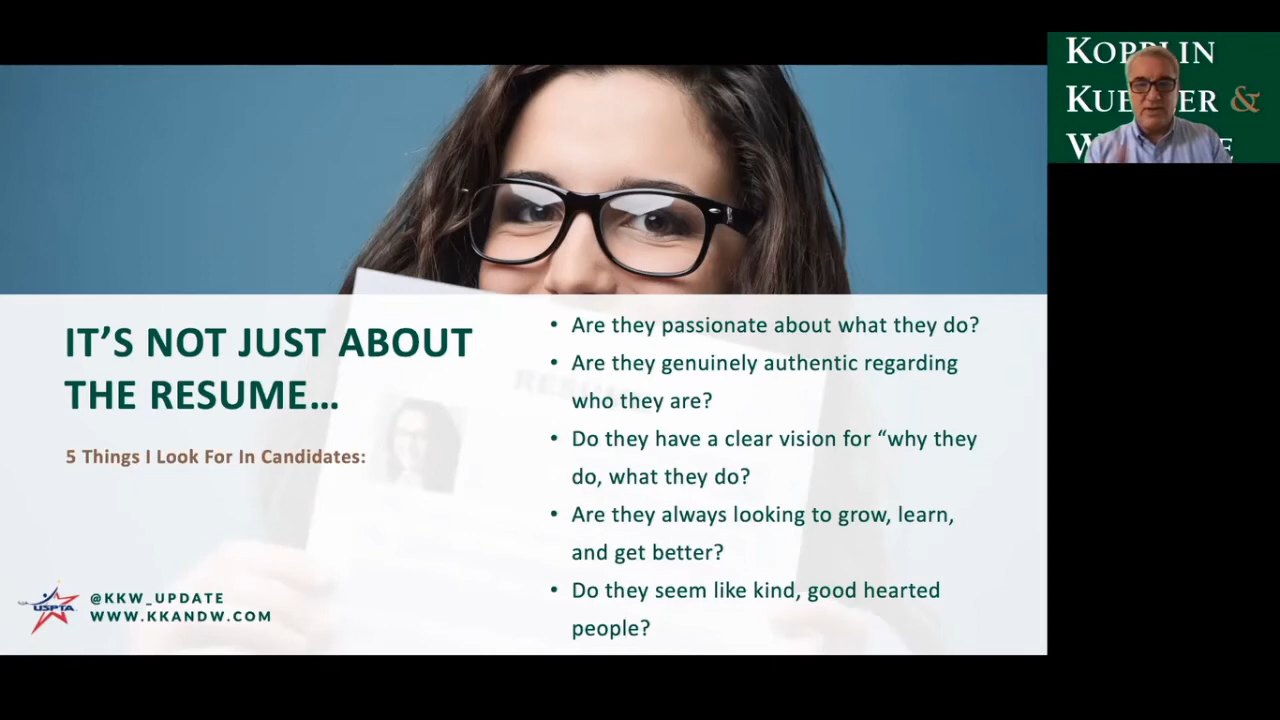 IT'S NOT JUST ABOUT
THE RESUME...
5 Things I Look For In Candidates:
• Are they passionate about what they do?
• Are they genuinely authentic regarding
who they are?
• Do they have a clear vision for “why they
do, what they do?
• Are they always looking to grow, learn,
and get better?
• Do they seem like kind, good hearted
people?
USPTA
@KKW_UPDATE
WWW.KKANDW.COM
&